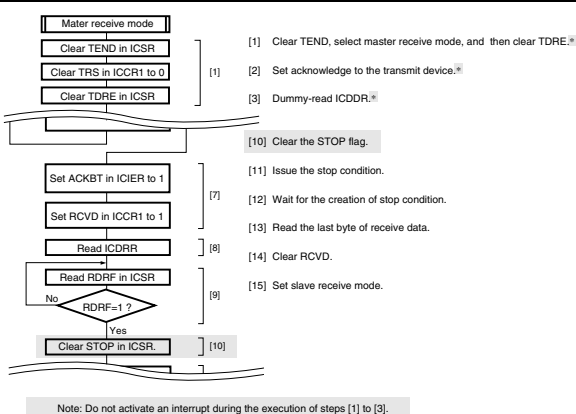 Mater receive mode
Clear TEND in ICSR
Clear TRS in ICCR1 to 0
Clear TDRE in ICSR
[1]
[1] Clear TEND, select master receive mode, and then clear TDRE.*
[2] Set acknowledge to the transmit device.*
[3] Dummy-read ICDDR.*
[10] Clear the STOP flag.
[11] Issue the stop condition.
[12] Wait for the creation of stop condition.
[13] Read the last byte of receive data.
[14] Clear RCVD.
[15] Set slave receive mode.
Set ACKBT in ICIER to 1
Set RCVD in ICCR1 to 1
[7]
Read ICDRR
[8]
Read RDRF in ICSR
No
RDRF=1 ?
[9]
Yes
Clear STOP in ICSR.
[10]
Note: Do not activate an interrupt during the execution of steps [1] to [3].